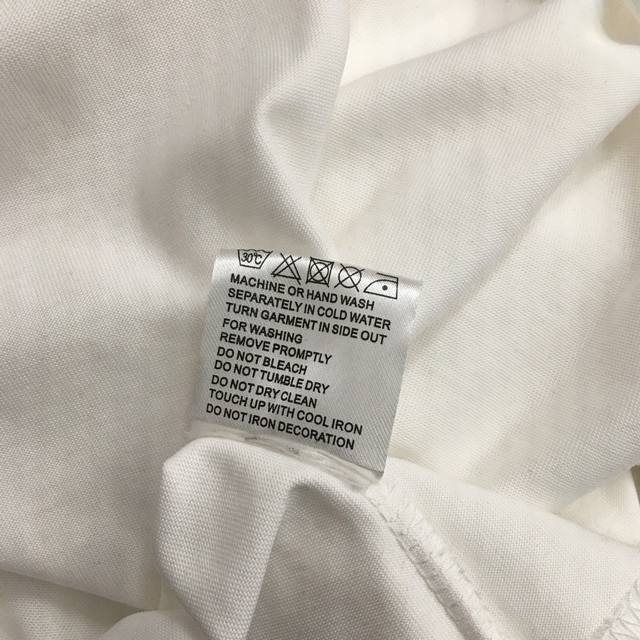 30°C
MACHINE OR HAND WASH
SEPARATELY IN COLD WATER
TURN GARMENT IN SIDE OUT
FOR WASHING
REMOVE PROMPTLY
DO NOT BLEACH
DO NOT TUMBLE DRY
DO NOT DRY CLEAN
TOUCH UP WITH COOL IRON
DO NOT IRON DECORATION